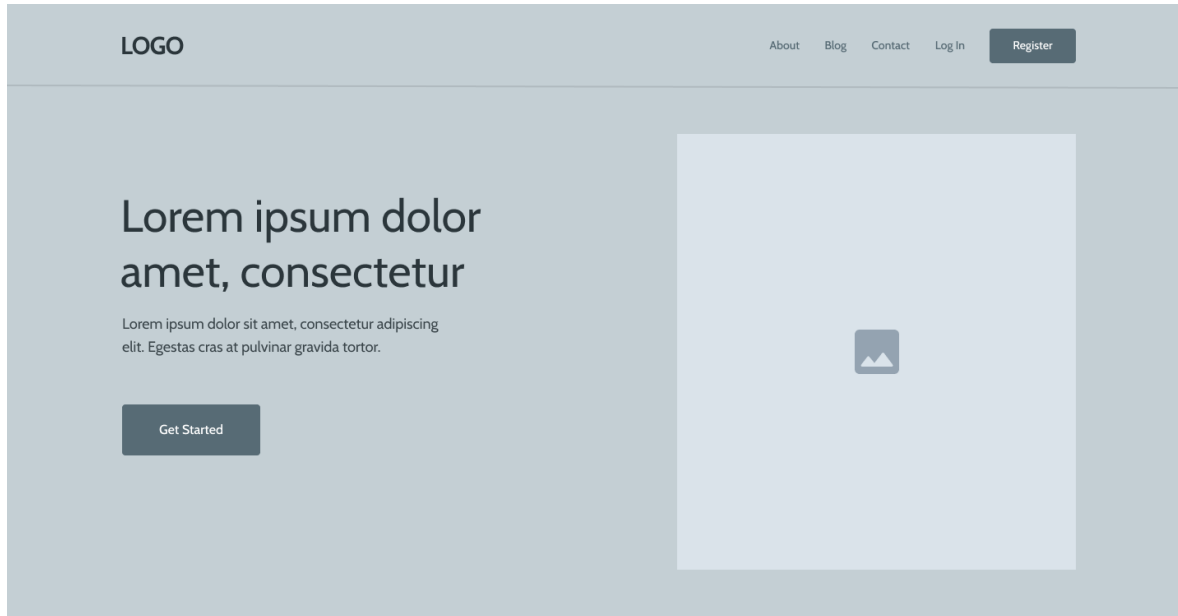 LOGO
About Blog Contact Log In Register
Lorem ipsum dolor
amet, consectetur
Lorem ipsum dolor sit amet, consectetur adipiscing
elit. Egestas cras at pulvinar gravida tortor.
Get Started